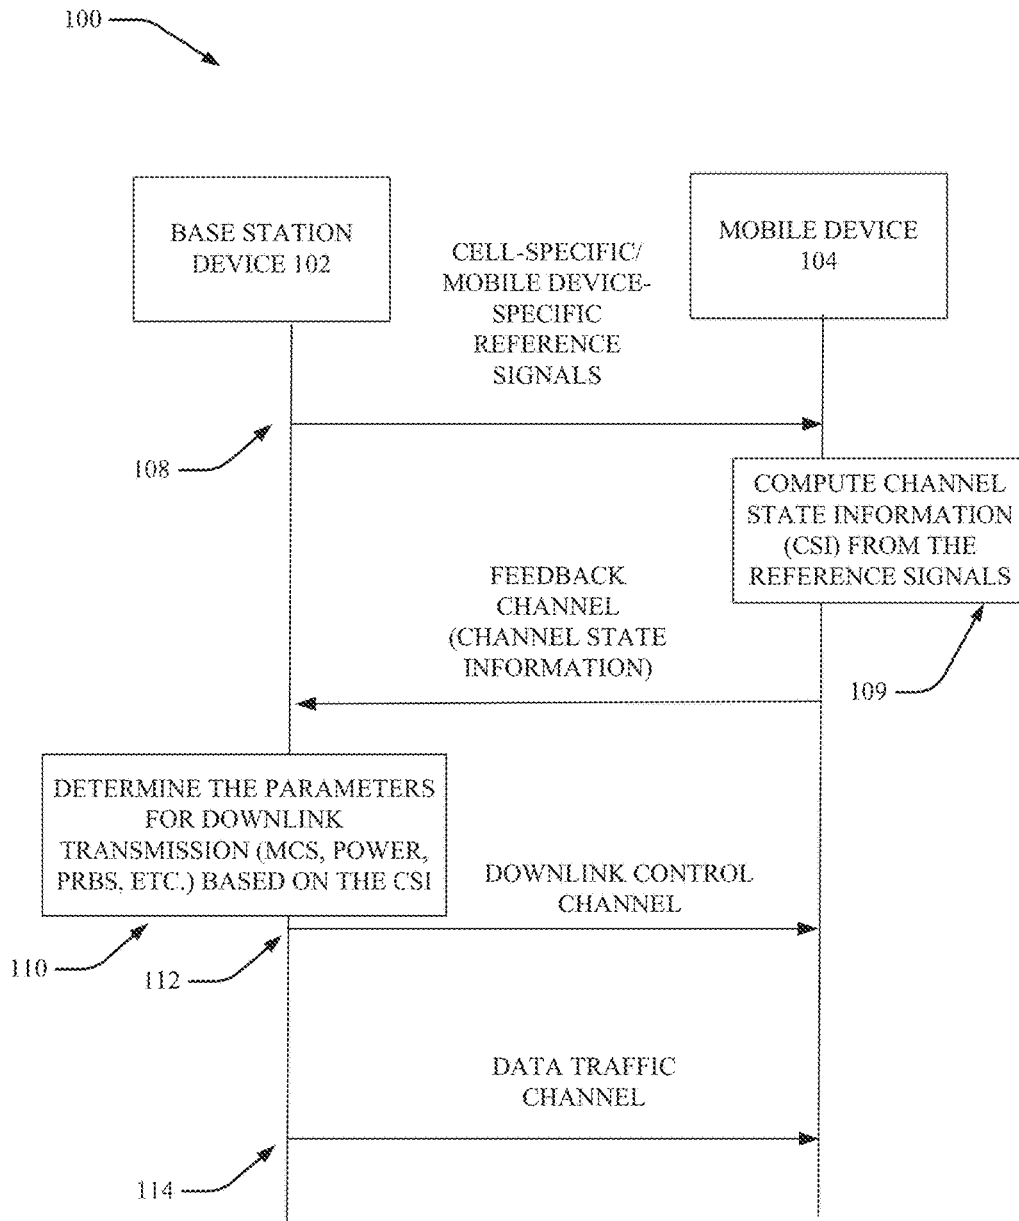 100
BASE STATION
DEVICE 102
MOBILE DEVICE
104
CELL-SPECIFIC/
MOBILE DEVICE-
SPECIFIC
REFERENCE
SIGNALS
108
COMPUTE CHANNEL
STATE INFORMATION
(CSI) FROM THE
REFERENCE SIGNALS
109
FEEDBACK
CHANNEL
(CHANNEL STATE
INFORMATION)
DETERMINE THE PARAMETERS
FOR DOWNLINK
TRANSMISSION (MCS, POWER,
PRBS, ETC.) BASED ON THE CSI
110
DOWNLINK CONTROL
CHANNEL
112
DATA TRAFFIC
CHANNEL
114